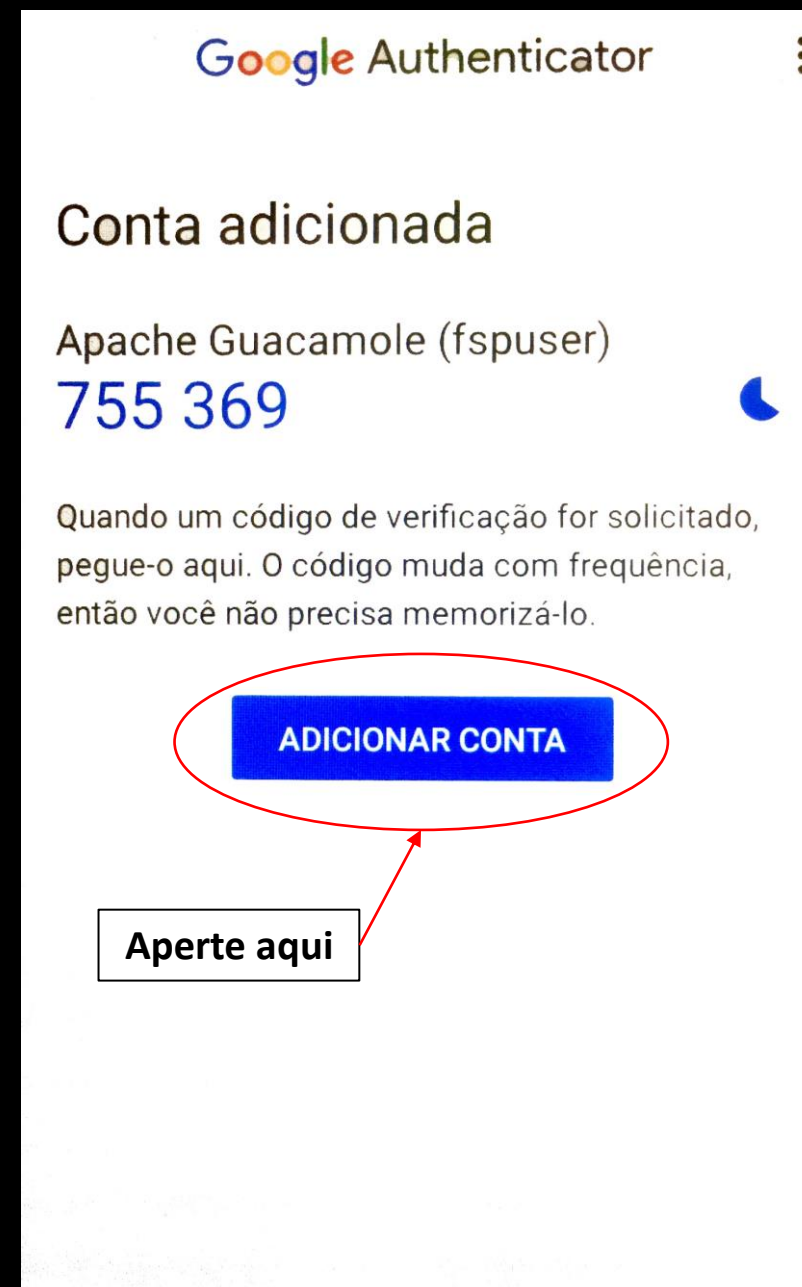 Google Authenticator
Conta adicionada
Apache Guacamole (fspuser)
755 369
Quando um código de verificação for solicitado,
pegue-o aqui. O código muda com frequência,
então você não precisa memorizá-lo.
ADICIONAR CONTA
Aperte aqui